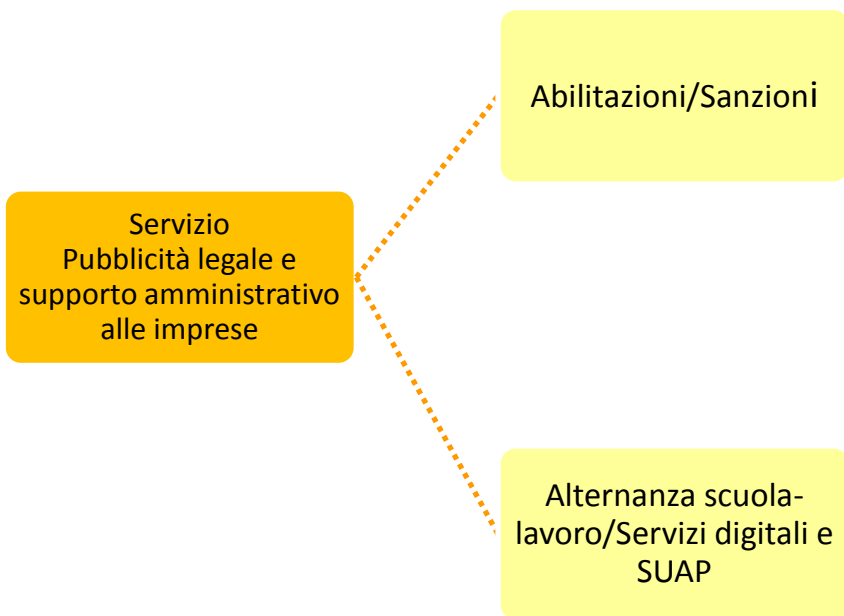 Abilitazioni/Sanzioni
Servizio
Pubblicità legale e
supporto amministrativo
alle imprese
Alternanza scuola-
lavoro/Servizi digitali e
SUAP